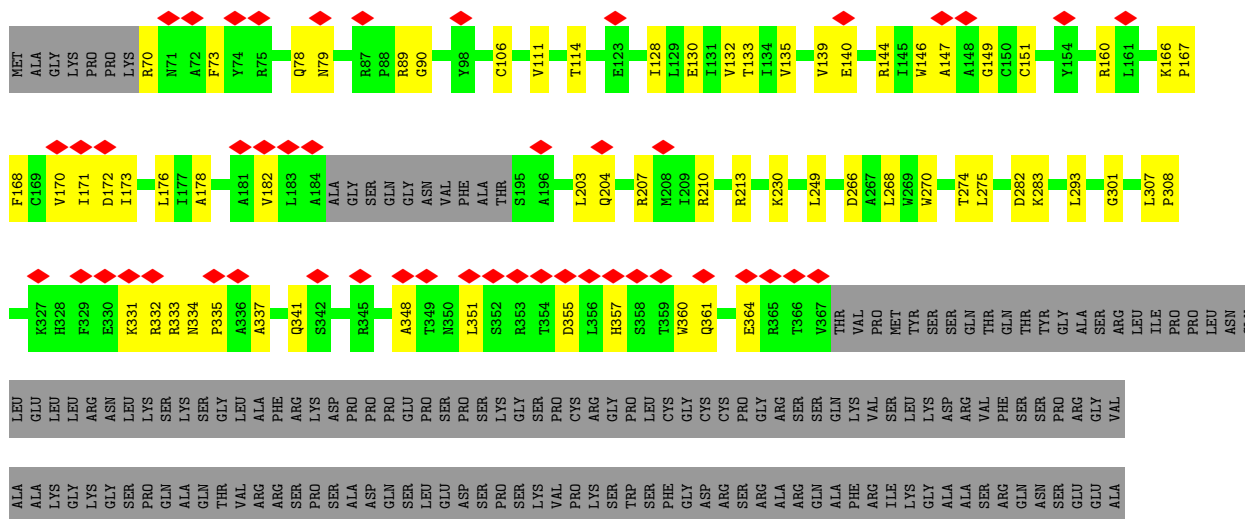 MET ALA GLY LYS PRO PRO LYS R70 N71 A72 F73 Y74 R75 Q78 N79 R87 P88 R89 G90 Y98 C106 V111 T114 E123 I128 L129 E130 I131 V132 T133 I134 V135 V139 E140 R144 I145 W146 A147 A148 G149 C150 C151 Y154 R160 L161 K166 P167
F168 C169 V170 I171 D172 I173 L176 I177 A178 A181 V182 L183 A184 ALA GLY SER GLN GLY ASN VAL PHE ALA THR S195 A196 L203 Q204 R207 M208 I209 R210 R213 K230 L249 D266 A267 L268 W269 W270 T274 L275 D282 K283 L293 G301 L307 P308
K327 H328 F329 E330 K331 R332 R333 N334 P335 A336 A337 Q341 S342 R345 A348 T349 N350 L351 S352 R353 T354 D355 L356 H357 S358 T359 W360 Q361 E364 R365 T366 V367 THR VAL PRO MET TYR SER SER GLN THR GLN THR TYR GLY ALA SER ARG LEU ILE PRO PRO LEU ASN
LEU GLU LEU LEU ARG ASN LEU LYS SER LYS SER GLY LEU ALA PHE ARG LYS ASP PRO PRO PRO GLU PRO SER PRO SER LYS GLY SER PRO CYS ARG GLY PRO LEU CYS GLY CYS CYS PRO GLY ARG SER SER GLN LYS VAL SER LEU LYS ASP ARG VAL PHE SER SER PRO ARG GLY VAL
ALA ALA LYS GLY LYS GLY SER PRO GLN ALA GLN THR VAL ARG ARG SER PRO SER ALA ASP GLN SER LEU GLU ASP SER PRO SER LYS VAL PRO LYS SER TRP SER PHE GLY ASP ARG SER ARG ALA ARG GLN ALA PHE ARG ILE LYS GLY ALA ALA SER ARG GLN ASN SER GLU GLU ALA